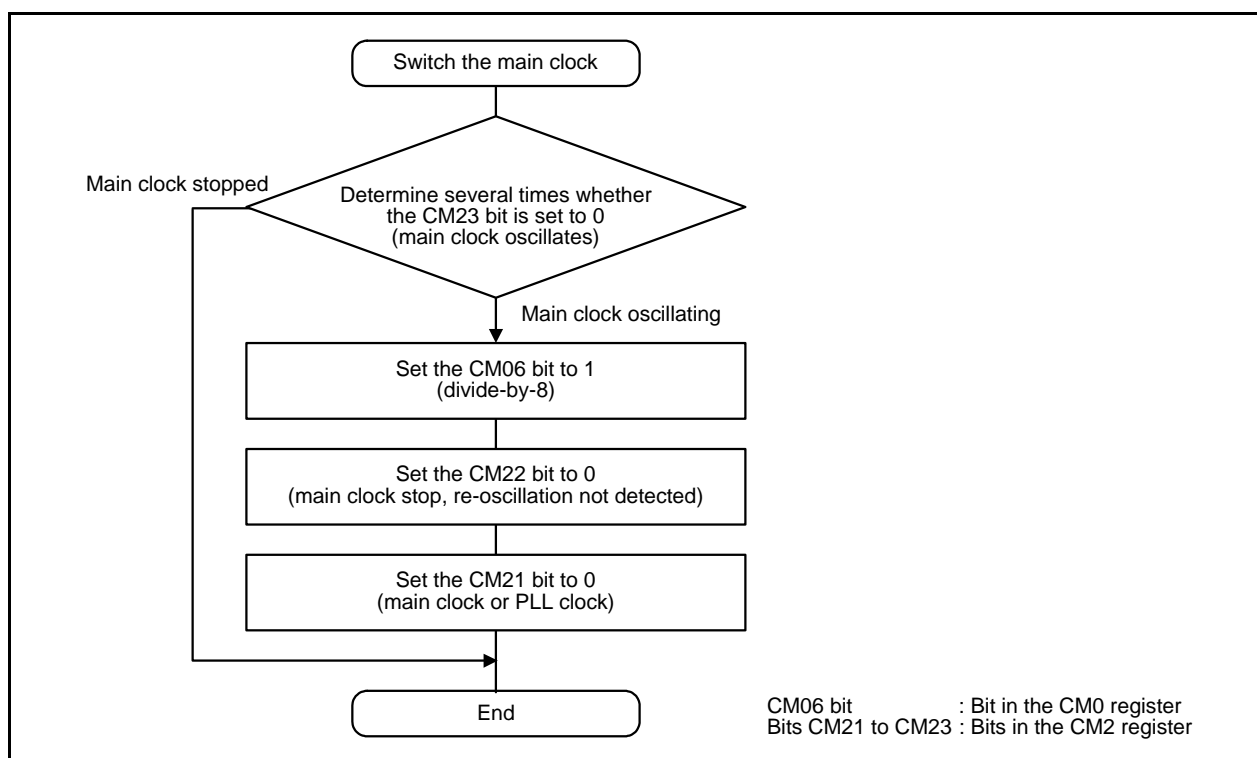 Switch the main clock
Main clock stopped
Determine several times whether
the CM23 bit is set to 0
(main clock oscillates)
Main clock oscillating
Set the CM06 bit to 1
(divide-by-8)
Set the CM22 bit to 0
(main clock stop, re-oscillation not detected)
Set the CM21 bit to 0
(main clock or PLL clock)
End
CM06 bit : Bit in the CM0 register
Bits CM21 to CM23 : Bits in the CM2 register